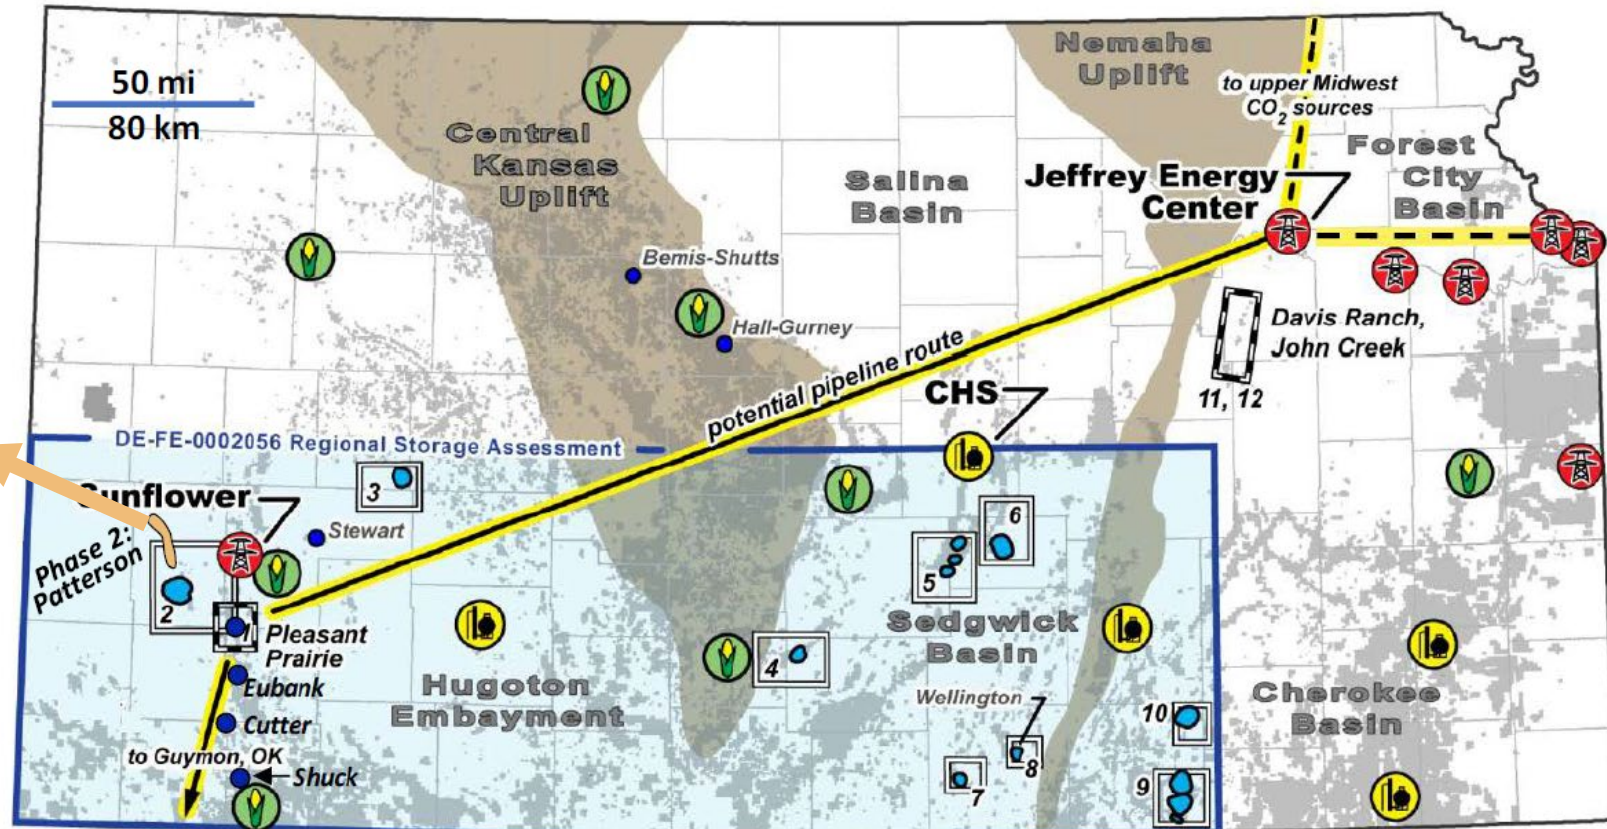 50 mi
80 km
Central
Kansas
Uplift
Nemaha
Uplift
to upper Midwest
CO₂ sources
Forest
City
Basin
Salina
Basin
Jeffrey Energy
Center
Bemis-Shutts
Hall-Gurney
potential pipeline route
Davis Ranch,
John Creek
11, 12
CHS
DE-FE-0002056 Regional Storage Assessment
Sunflower
3
Stewart
Phase 2:
Patterson
2
1
Pleasant
Prairie
Eubank
Cutter
to Guymon, OK
Shuck
Hugoton
Embayment
4
5
6
Sedgwick
Basin
Wellington
7
8
9
10
Cherokee
Basin